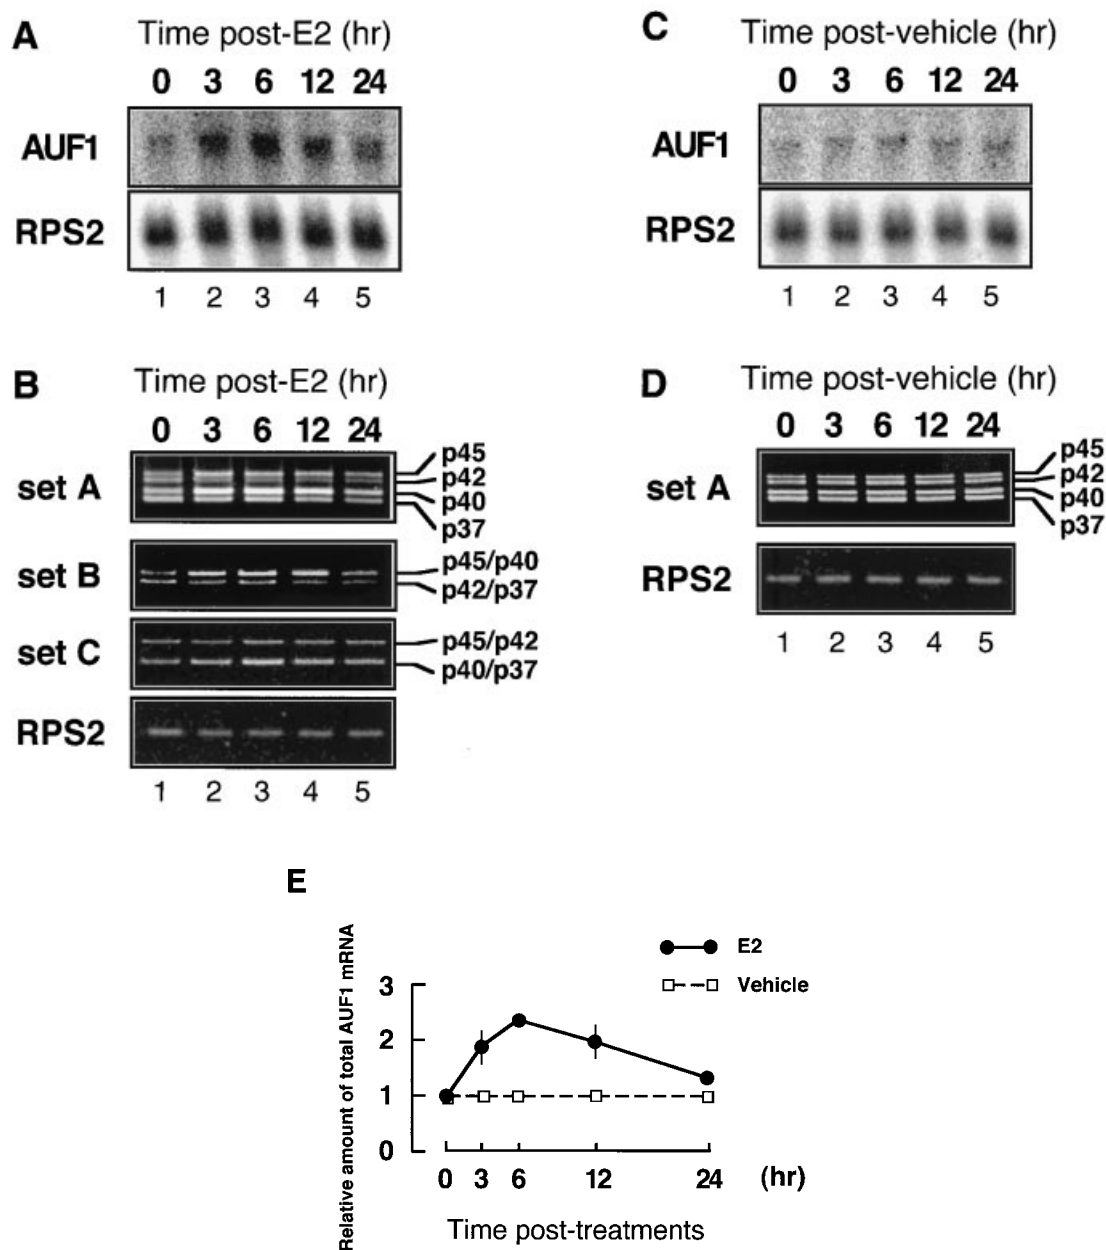 A
Time post-E2 (hr)
0 3 6 12 24
AUF1
RPS2
1 2 3 4 5
C
Time post-vehicle (hr)
0 3 6 12 24
AUF1
RPS2
1 2 3 4 5
B
Time post-E2 (hr)
0 3 6 12 24
set A
p45
p42
p40
p37
set B
p45/p40
p42/p37
set C
p45/p42
p40/p37
RPS2
1 2 3 4 5
D
Time post-vehicle (hr)
0 3 6 12 24
set A
p45
p42
p40
p37
RPS2
1 2 3 4 5
E
Relative amount of total AUF1 mRNA
3
2
1
0
E2
Vehicle
0 3 6 12 24 (hr)
Time post-treatments